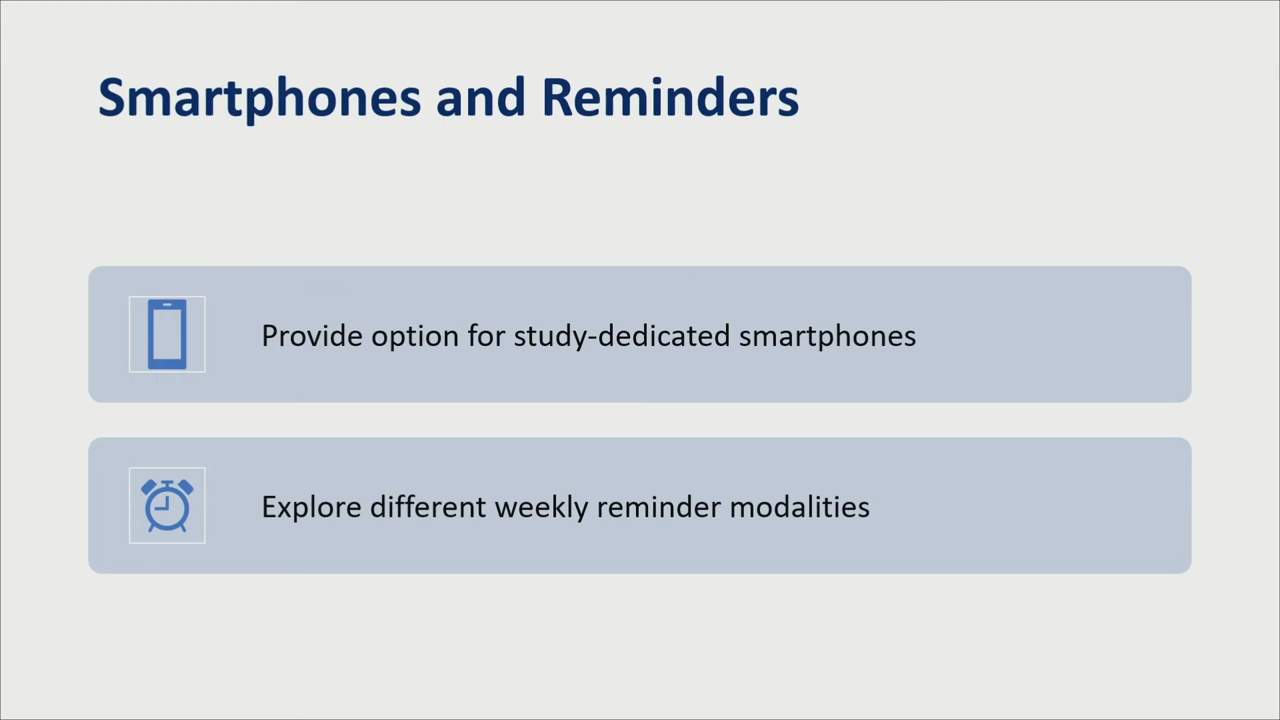 Smartphones and Reminders
Provide option for study-dedicated smartphones
Explore different weekly reminder modalities